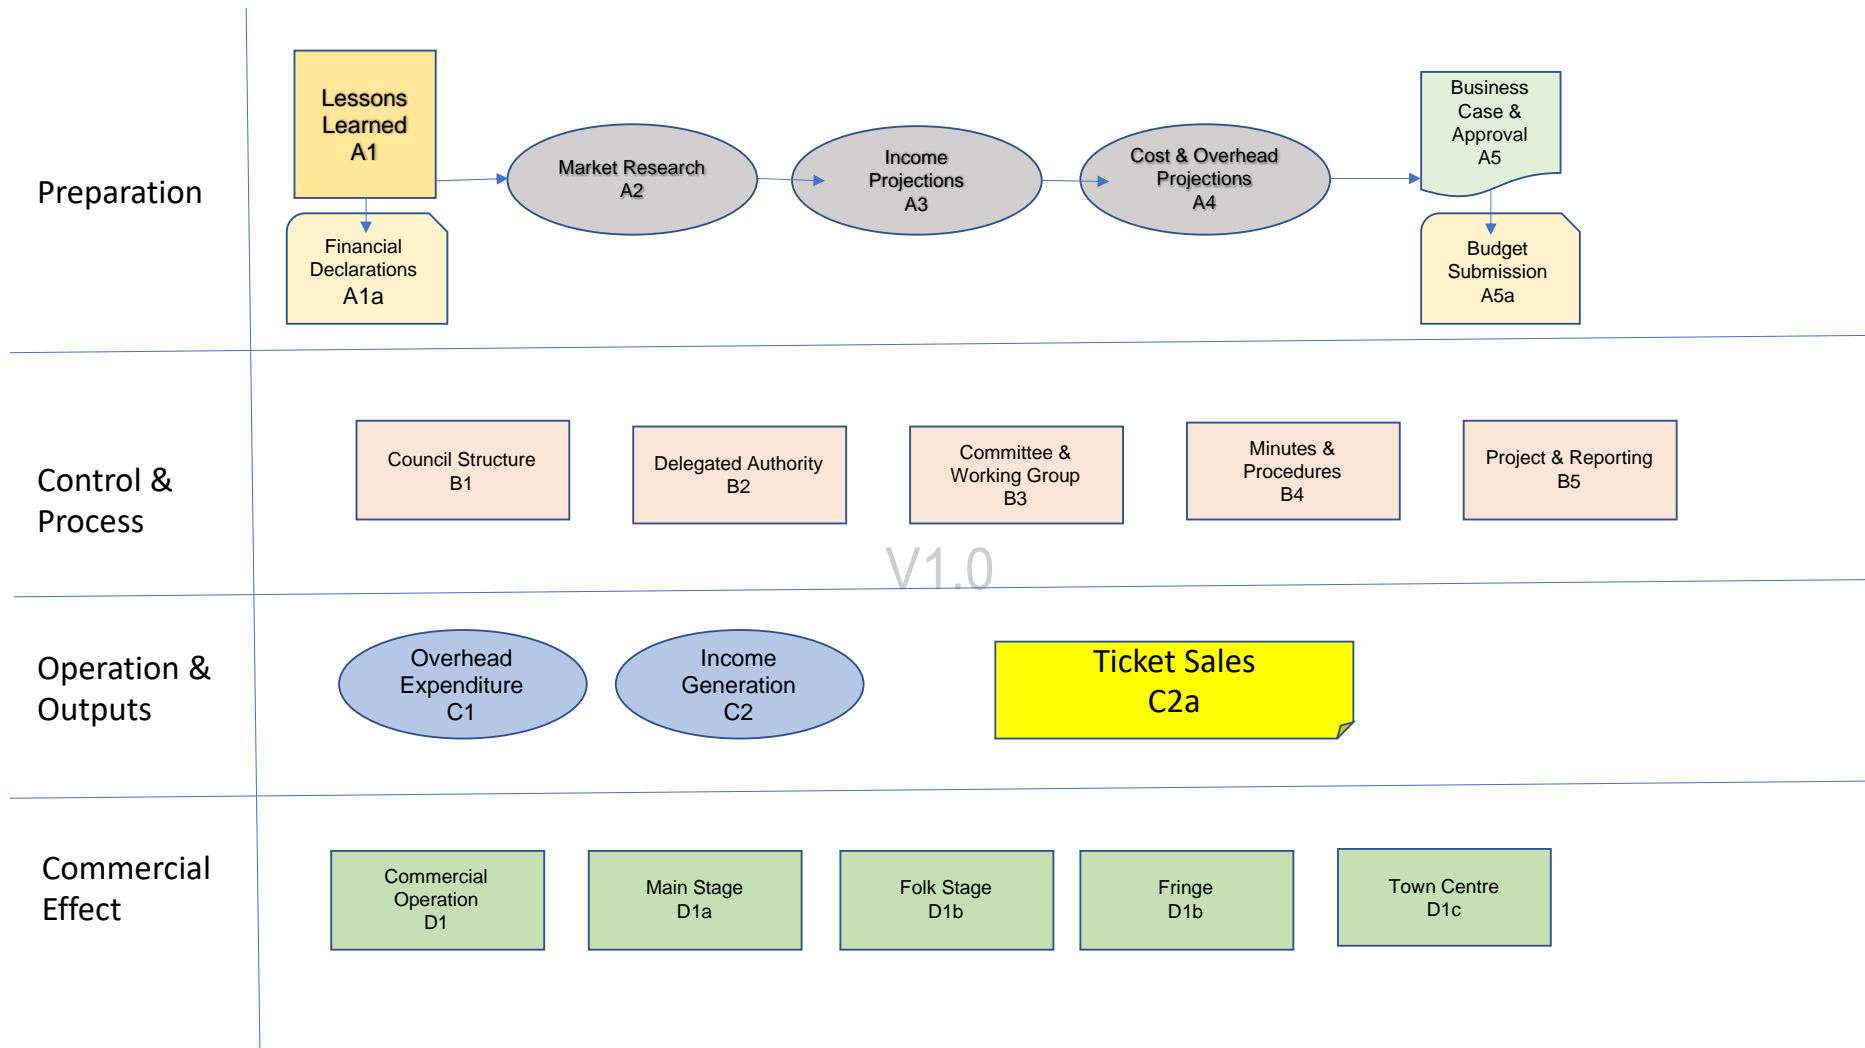 Preparation
Lessons
Learned
A1
Financial
Declarations
A1a
Market Research
A2
Income
Projections
A3
Cost & Overhead
Projections
A4
Business
Case &
Approval
A5
Budget
Submission
A5a
Control &
Process
Council Structure
B1
Delegated Authority
B2
Committee &
Working Group
B3
Minutes &
Procedures
B4
Project & Reporting
B5
V1.0
Operation &
Outputs
Overhead
Expenditure
C1
Income
Generation
C2
Ticket Sales
C2a
Commercial
Effect
Commercial
Operation
D1
Main Stage
D1a
Folk Stage
D1b
Fringe
D1b
Town Centre
D1c